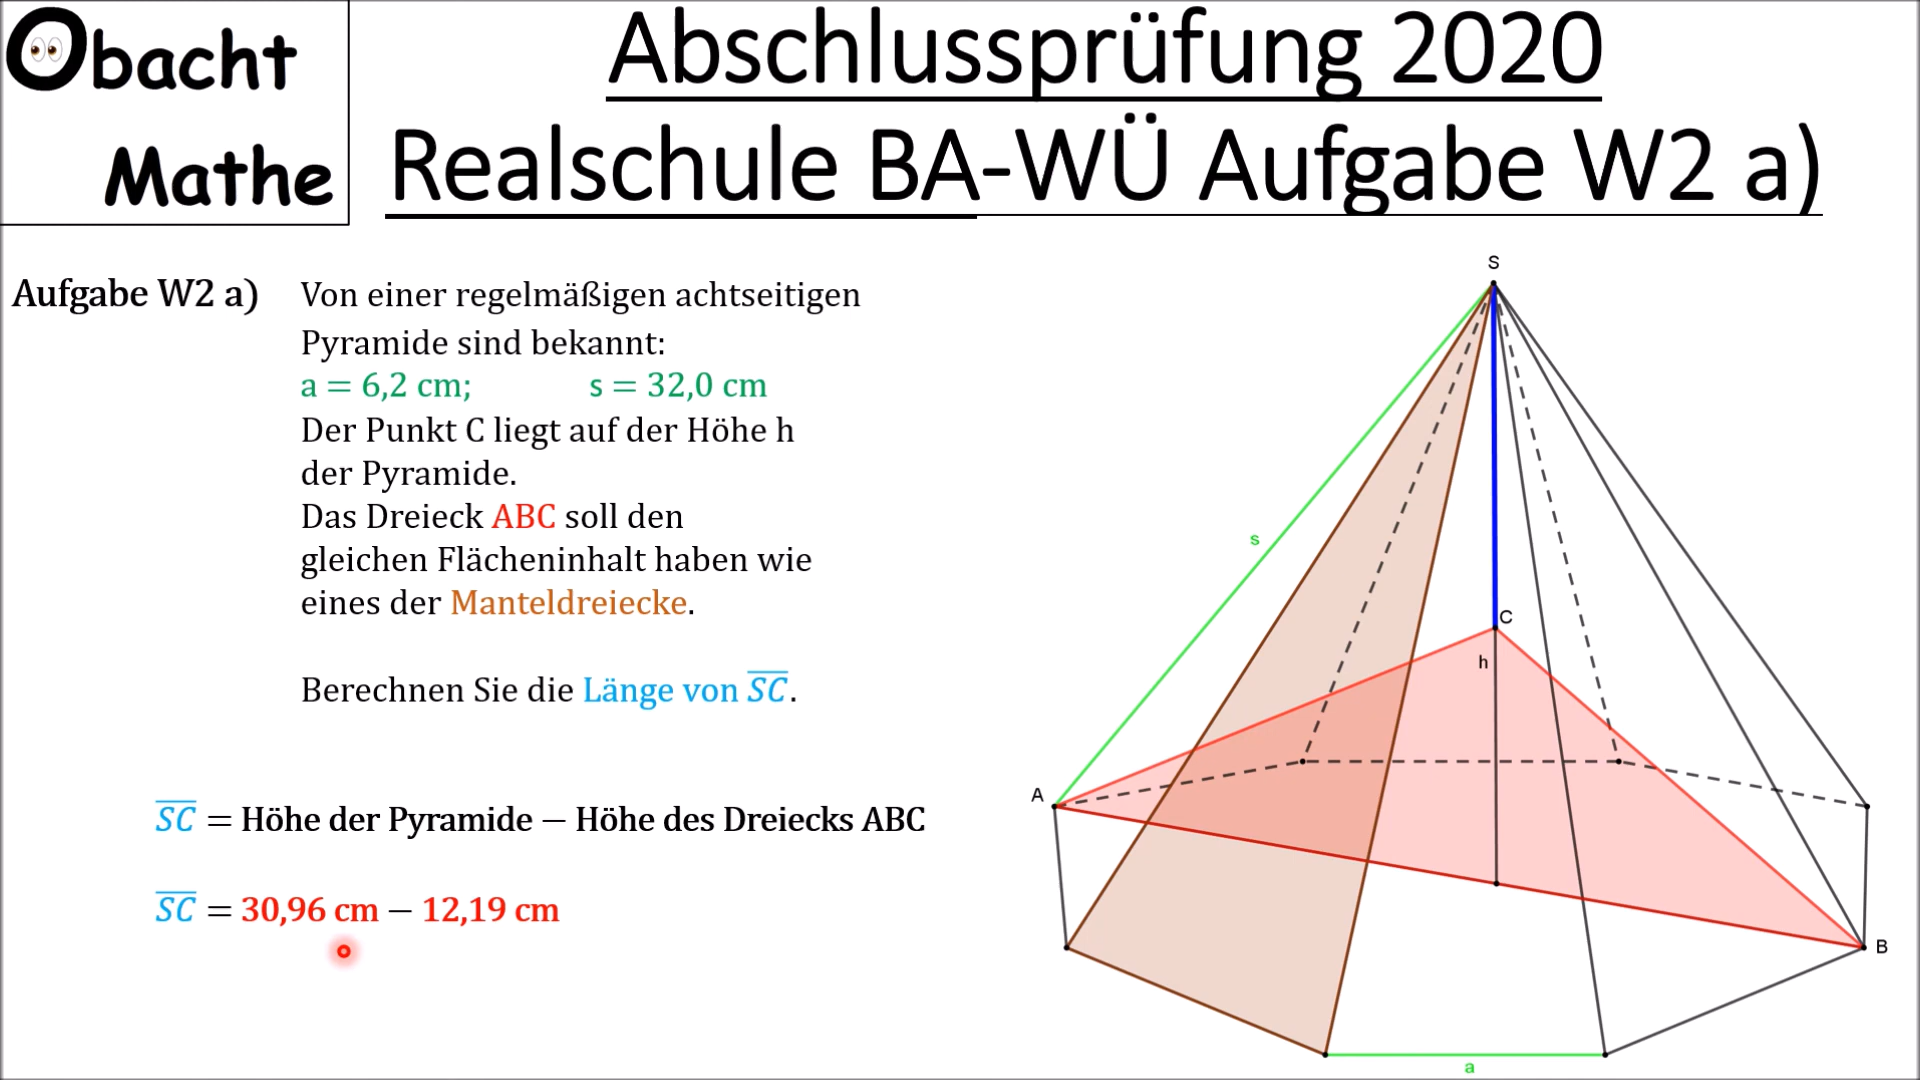 Obacht
Mathe
Abschlussprüfung 2020
Realschule BA-WÜ Aufgabe W2 a)
Aufgabe W2 a) Von einer regelmäßigen achtseitigen
Pyramide sind bekannt:
a = 6,2 cm; s = 32,0 cm
Der Punkt C liegt auf der Höhe h
der Pyramide.
Das Dreieck ABC soll den
gleichen Flächeninhalt haben wie
eines der Manteldreiecke.
Berechnen Sie die Länge von S̅C̅.
S̅C̅ = Höhe der Pyramide − Höhe des Dreiecks ABC
S̅C̅ = 30,96 cm − 12,19 cm
S
s
C
h
A
B
a